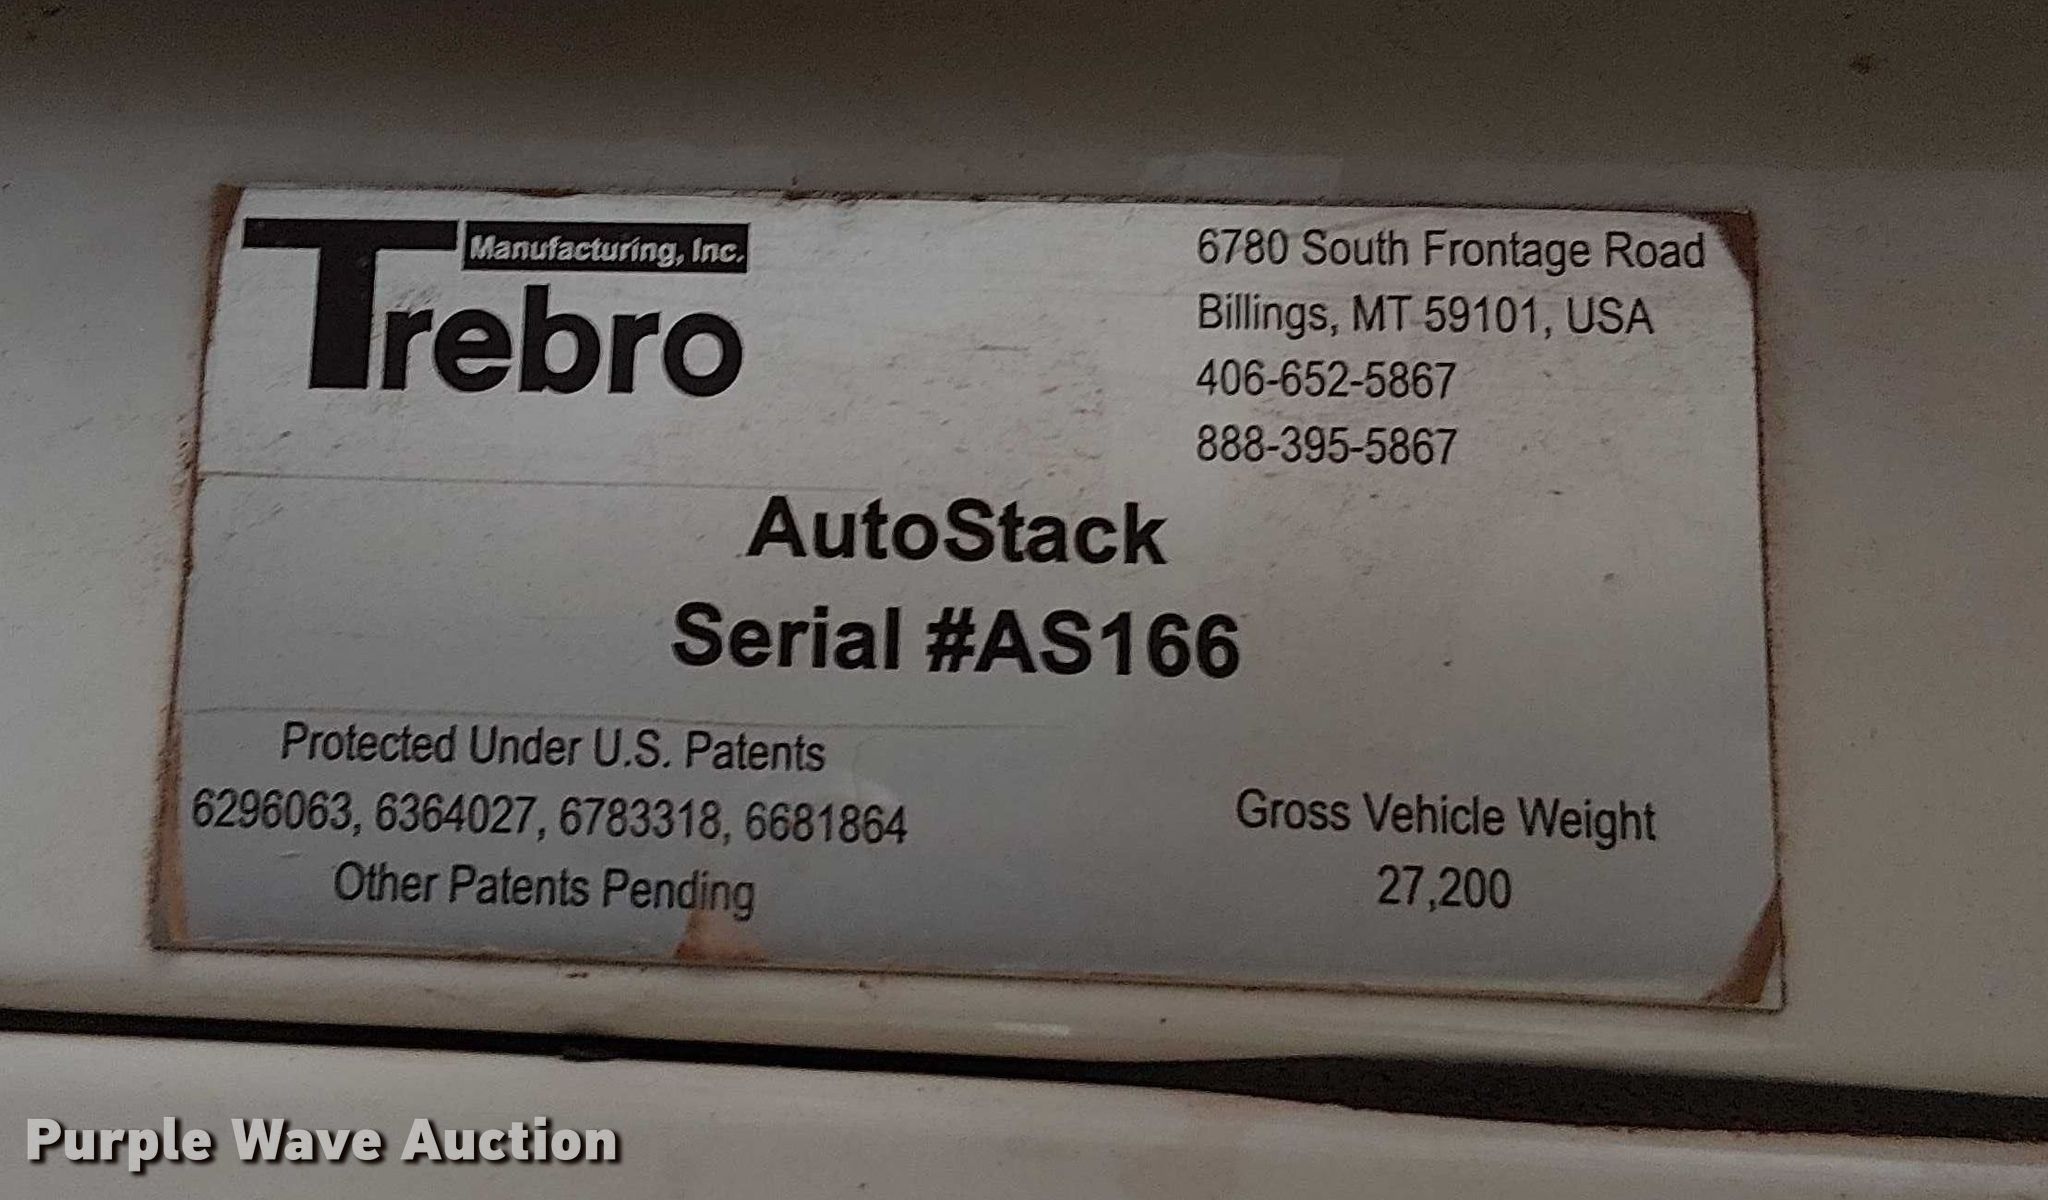 Trebro
Manufacturing, Inc.
6780 South Frontage Road
Billings, MT 59101, USA
406-652-5867
888-395-5867
AutoStack
Serial #AS166
Protected Under U.S. Patents
6296063, 6364027, 6783318, 6681864
Other Patents Pending
Gross Vehicle Weight
27,200
Purple Wave Auction